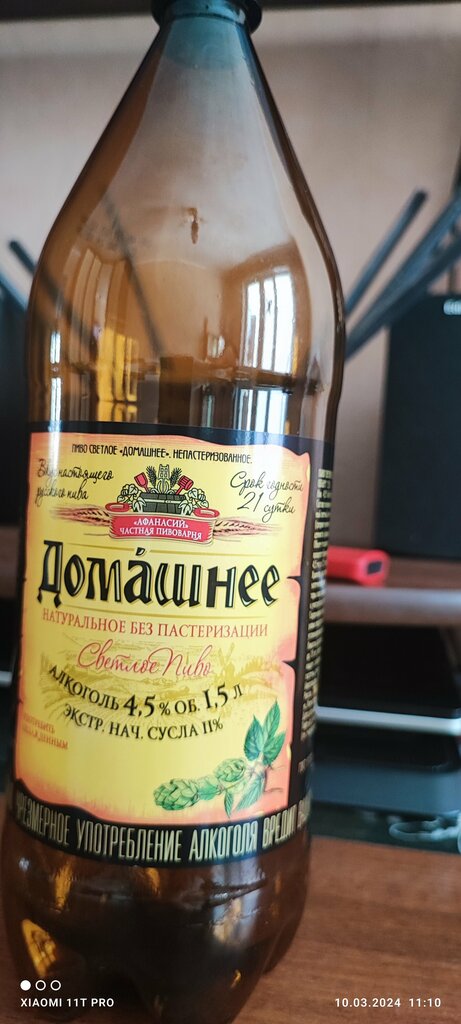 ПИВО СВЕТЛОЕ «ДОМАШНЕЕ». НЕПАСТЕРИЗОВАННОЕ.
Вкус настоящего
русского пива
Срок годности
21 сутки
«АФАНАСИЙ»
ЧАСТНАЯ ПИВОВАРНЯ
Домашнее
НАТУРАЛЬНОЕ БЕЗ ПАСТЕРИЗАЦИИ
Светлое Пиво
АЛКОГОЛЬ 4,5% ОБ. 1,5 Л
ЭКСТР. НАЧ. СУСЛА 11%
ЧРЕЗМЕРНОЕ УПОТРЕБЛЕНИЕ АЛКОГОЛЯ ВРЕДИТ
XIAOMI 11T PRO
10.03.2024 11:10